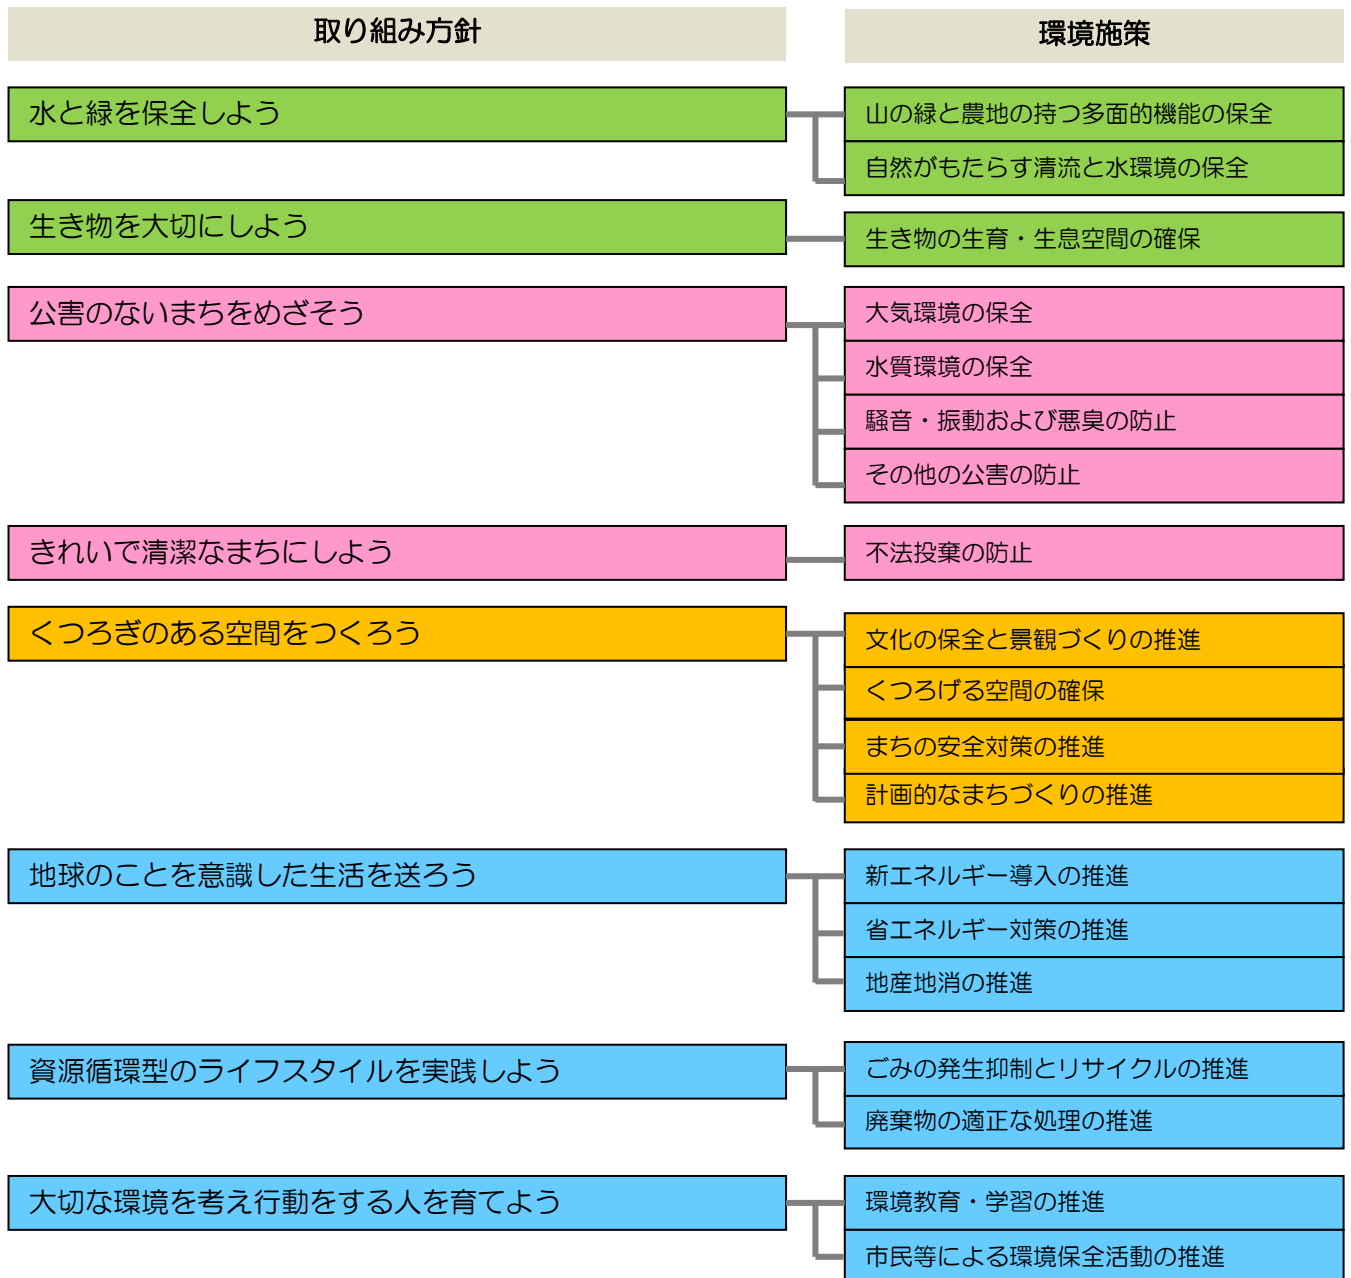 取り組み方針
環境施策
水と緑を保全しよう
山の緑と農地の持つ多面的機能の保全
自然がもたらす清流と水環境の保全
生き物を大切にしよう
生き物の生育・生息空間の確保
公害のないまちをめざそう
大気環境の保全
水質環境の保全
騒音・振動および悪臭の防止
その他の公害の防止
きれいで清潔なまちにしよう
不法投棄の防止
くつろぎのある空間をつくろう
文化の保全と景観づくりの推進
くつろげる空間の確保
まちの安全対策の推進
計画的なまちづくりの推進
地球のことを意識した生活を送ろう
新エネルギー導入の推進
省エネルギー対策の推進
地産地消の推進
資源循環型のライフスタイルを実践しよう
ごみの発生抑制とリサイクルの推進
廃棄物の適正な処理の推進
大切な環境を考え行動をする人を育てよう
環境教育・学習の推進
市民等による環境保全活動の推進